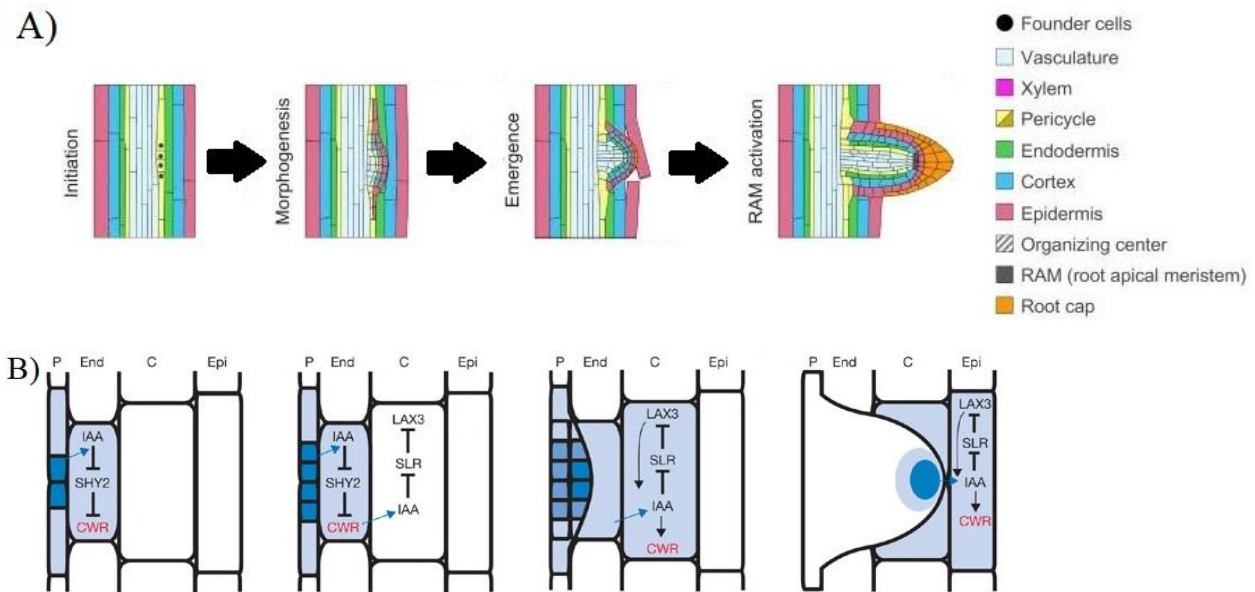 A)
Initiation
Morphogenesis
Emergence
RAM activation
Founder cells
Vasculature
Xylem
Pericycle
Endodermis
Cortex
Epidermis
Organizing center
RAM (root apical meristem)
Root cap
B)
P End C Epi
IAA
SHY2
CWR
P End C Epi
IAA
SHY2
CWR
LAX3
SLR
IAA
P End C Epi
LAX3
SLR
IAA
CWR
P End C Epi
LAX3
SLR
IAA
CWR